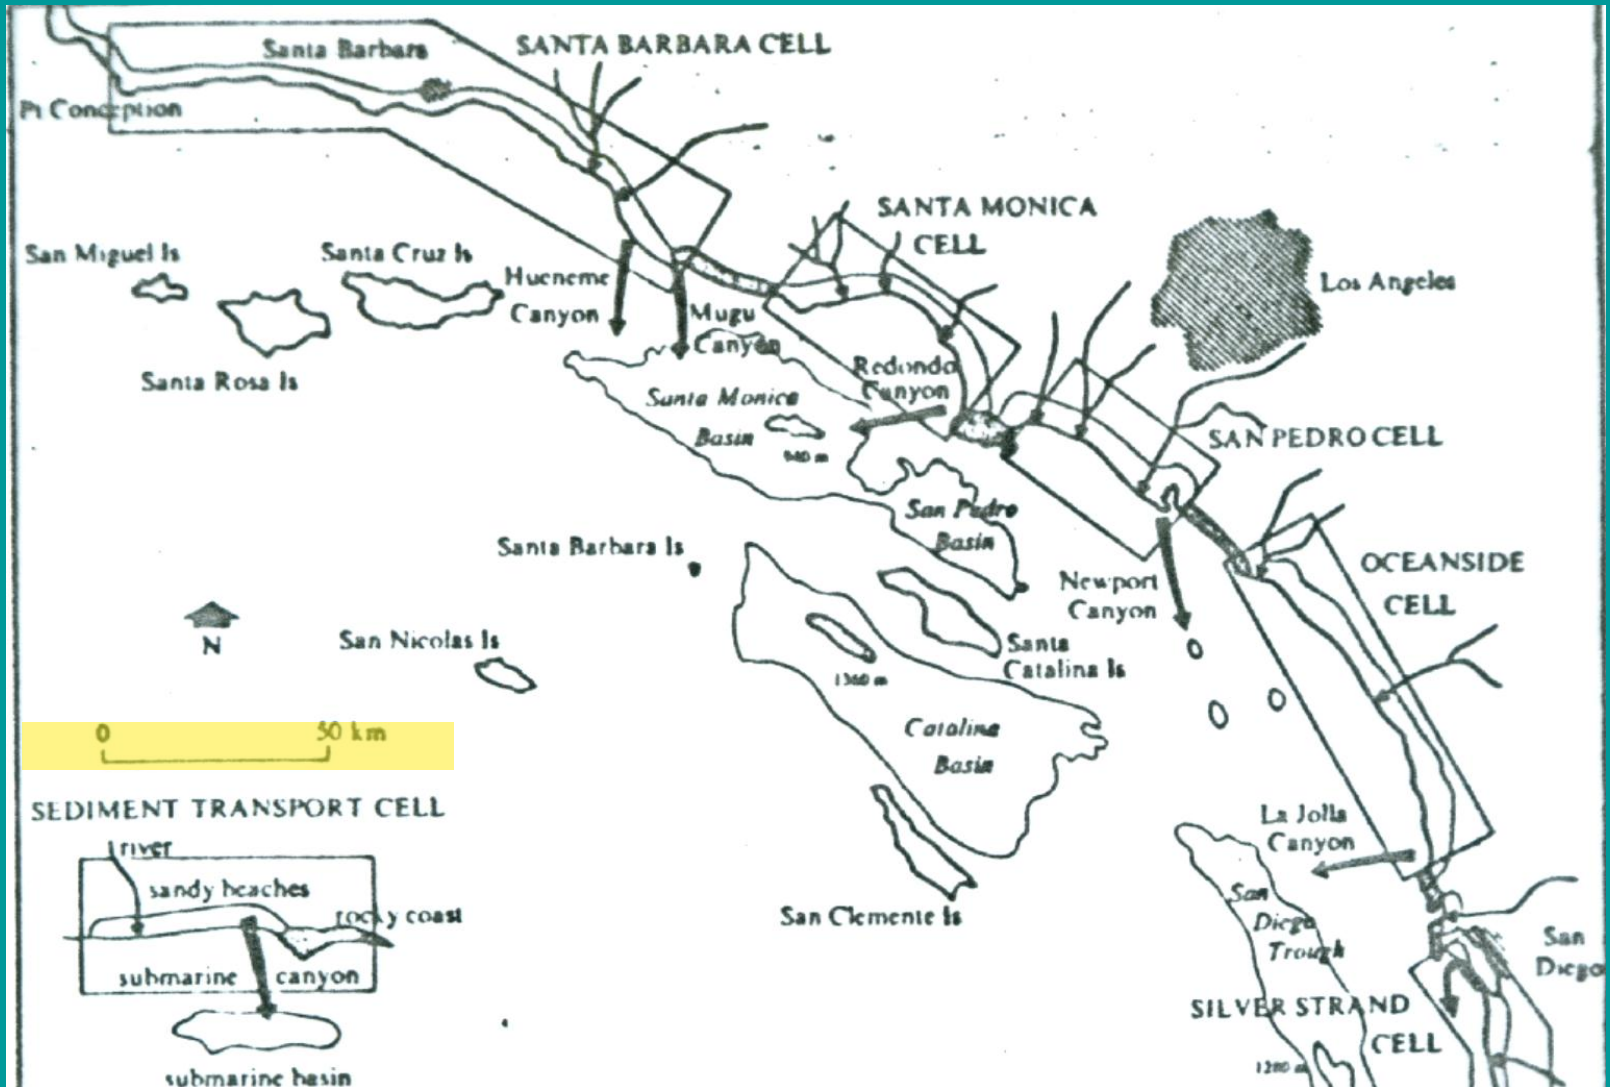 Santa Barbara
SANTA BARBARA CELL
Pt Conception
SANTA MONICA
CELL
San Miguel Is
Santa Cruz Is
Hueneme
Canyon
Mugu
Canyon
Los Angeles
Santa Rosa Is
Redondo
Canyon
Santa Monica
Basin
940 m
SAN PEDRO CELL
San Pedro
Basin
Santa Barbara Is
Newport
Canyon
OCEANSIDE
CELL
N
San Nicolas Is
Santa
Catalina Is
1360 m
0 50 km
Catalina
Basin
SEDIMENT TRANSPORT CELL
river
sandy beaches
rocky coast
submarine canyon
submarine basin
La Jolla
Canyon
San Clemente Is
San
Diego
Trough
San
Diego
SILVER STRAND
CELL
1280 m